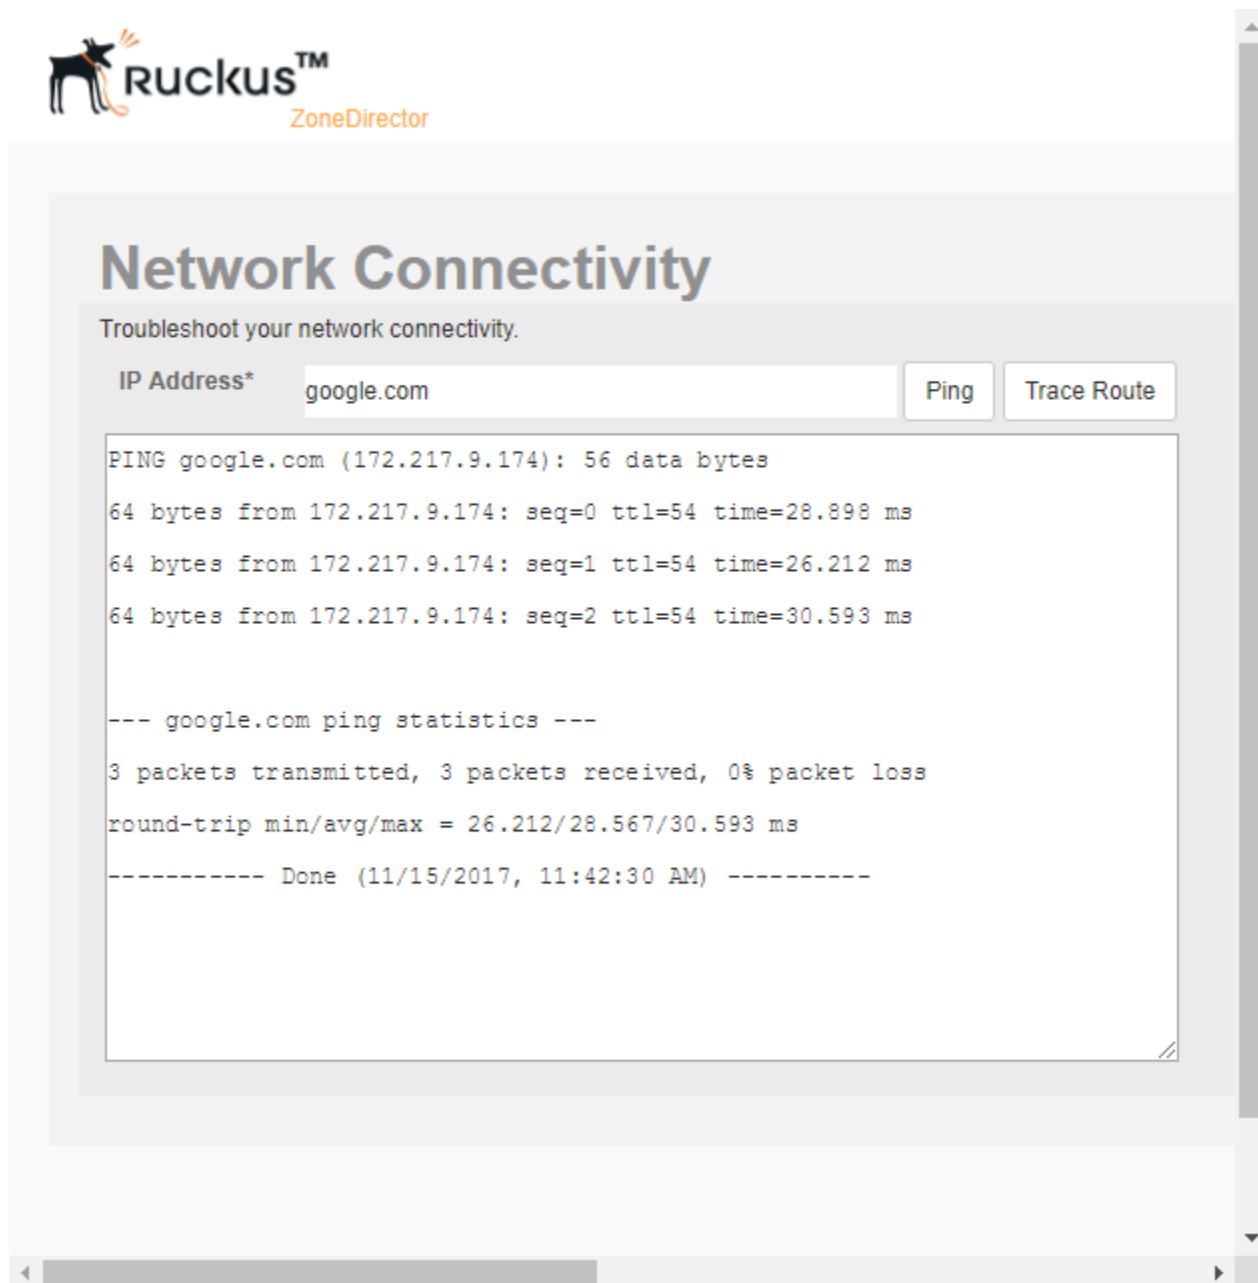 RUCKUS™
ZoneDirector
Network Connectivity
Troubleshoot your network connectivity.
IP Address* google.com Ping Trace Route
PING google.com (172.217.9.174): 56 data bytes
64 bytes from 172.217.9.174: seq=0 ttl=54 time=28.898 ms
64 bytes from 172.217.9.174: seq=1 ttl=54 time=26.212 ms
64 bytes from 172.217.9.174: seq=2 ttl=54 time=30.593 ms
--- google.com ping statistics ---
3 packets transmitted, 3 packets received, 0% packet loss
round-trip min/avg/max = 26.212/28.567/30.593 ms
----------- Done (11/15/2017, 11:42:30 AM) ----------